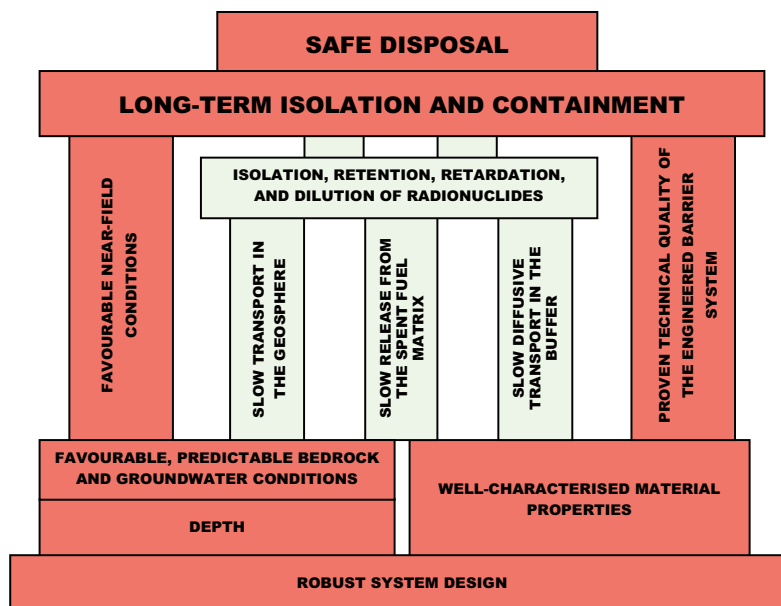 SAFE DISPOSAL
LONG-TERM ISOLATION AND CONTAINMENT
ISOLATION, RETENTION, RETARDATION,
AND DILUTION OF RADIONUCLIDES
FAVOURABLE NEAR-FIELD
CONDITIONS
SLOW TRANSPORT IN
THE GEOSPHERE
SLOW RELEASE FROM
THE SPENT FUEL
MATRIX
SLOW DIFFUSIVE
TRANSPORT IN THE
BUFFER
PROVEN TECHNICAL QUALITY OF
THE ENGINEERED BARRIER
SYSTEM
FAVOURABLE, PREDICTABLE BEDROCK
AND GROUNDWATER CONDITIONS
DEPTH
WELL-CHARACTERISED MATERIAL
PROPERTIES
ROBUST SYSTEM DESIGN